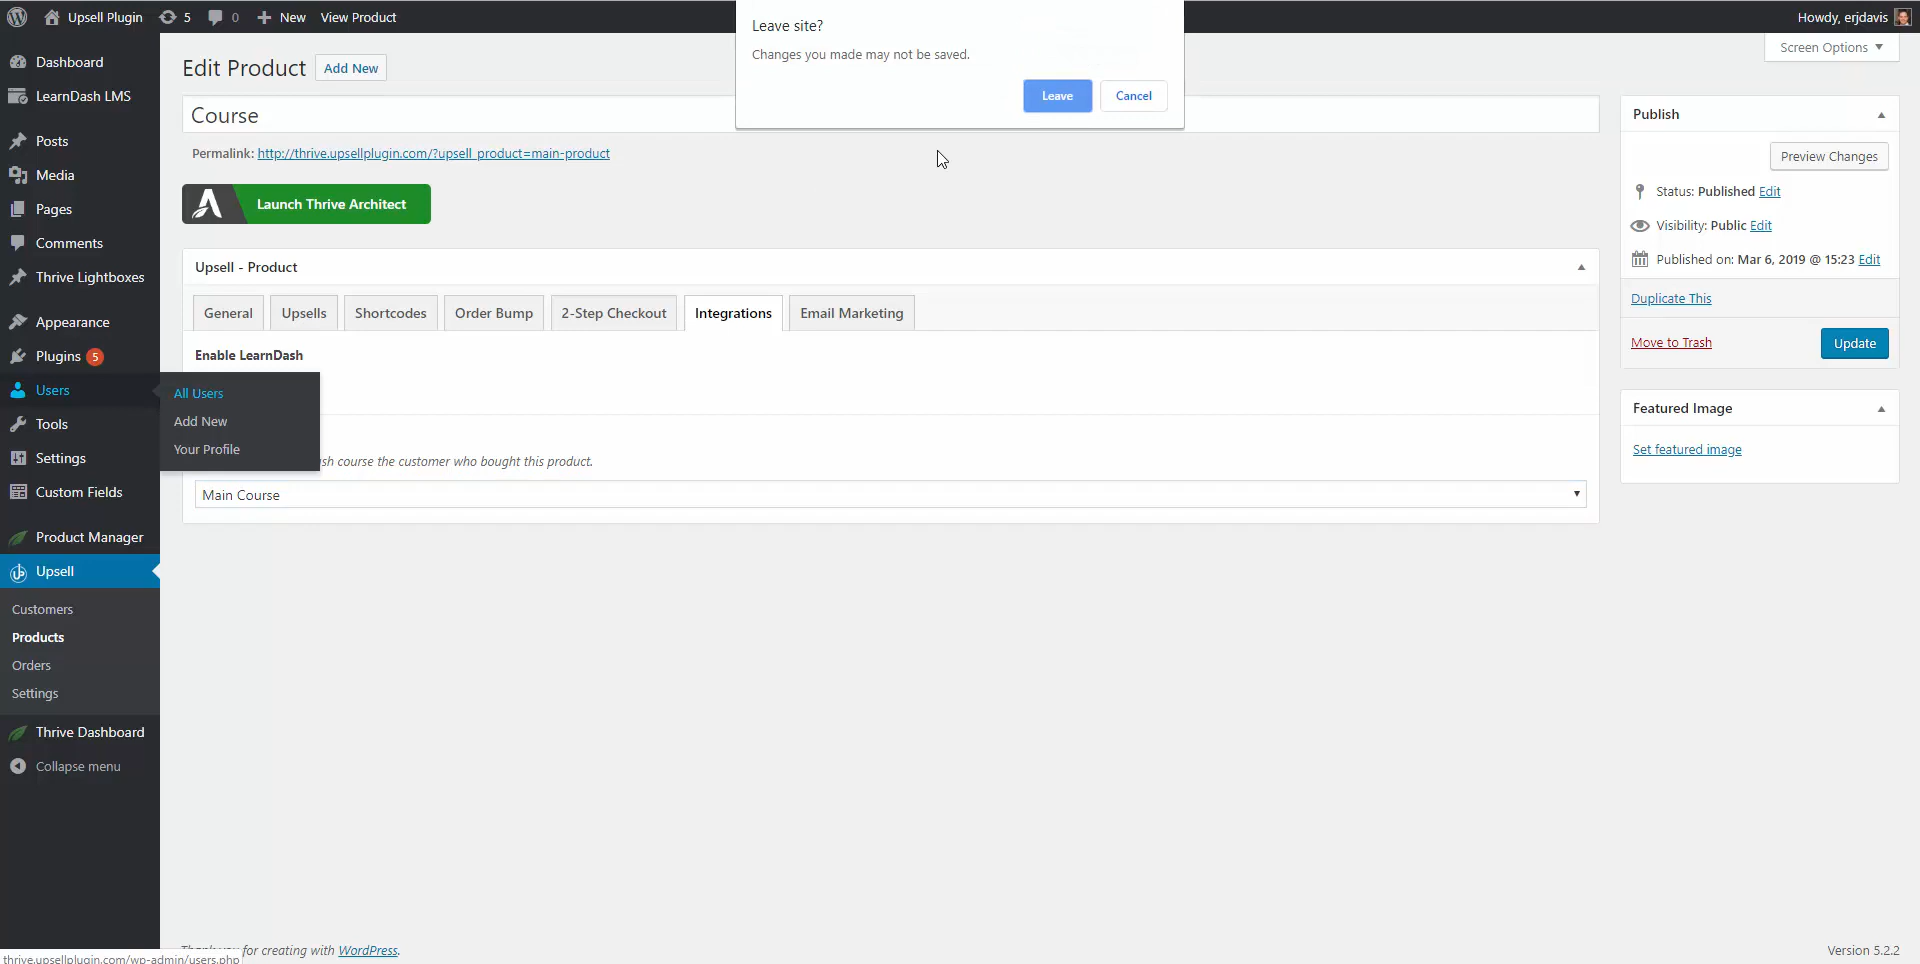 Upsell Plugin 5 0 New View Product
Howdy, erjdavis
Leave site?
Changes you made may not be saved.
Leave Cancel
Screen Options
Dashboard
LearnDash LMS
Posts
Media
Pages
Comments
Thrive Lightboxes
Appearance
Plugins 5
Users
All Users
Add New
Your Profile
Tools
Settings
Custom Fields
Product Manager
Upsell
Customers
Products
Orders
Settings
Thrive Dashboard
Collapse menu
Edit Product Add New
Course
Permalink: http://thrive.upsellplugin.com/?upsell_product=main-product
Launch Thrive Architect
Upsell - Product
General Upsells Shortcodes Order Bump 2-Step Checkout Integrations Email Marketing
Enable LearnDash
sh course the customer who bought this product.
Main Course
Publish
Preview Changes
Status: Published Edit
Visibility: Public Edit
Published on: Mar 6, 2019 @ 15:23 Edit
Duplicate This
Move to Trash Update
Featured Image
Set featured image
Thank you for creating with WordPress.
Version 5.2.2
thrive.upsellplugin.com/wp-admin/users.php